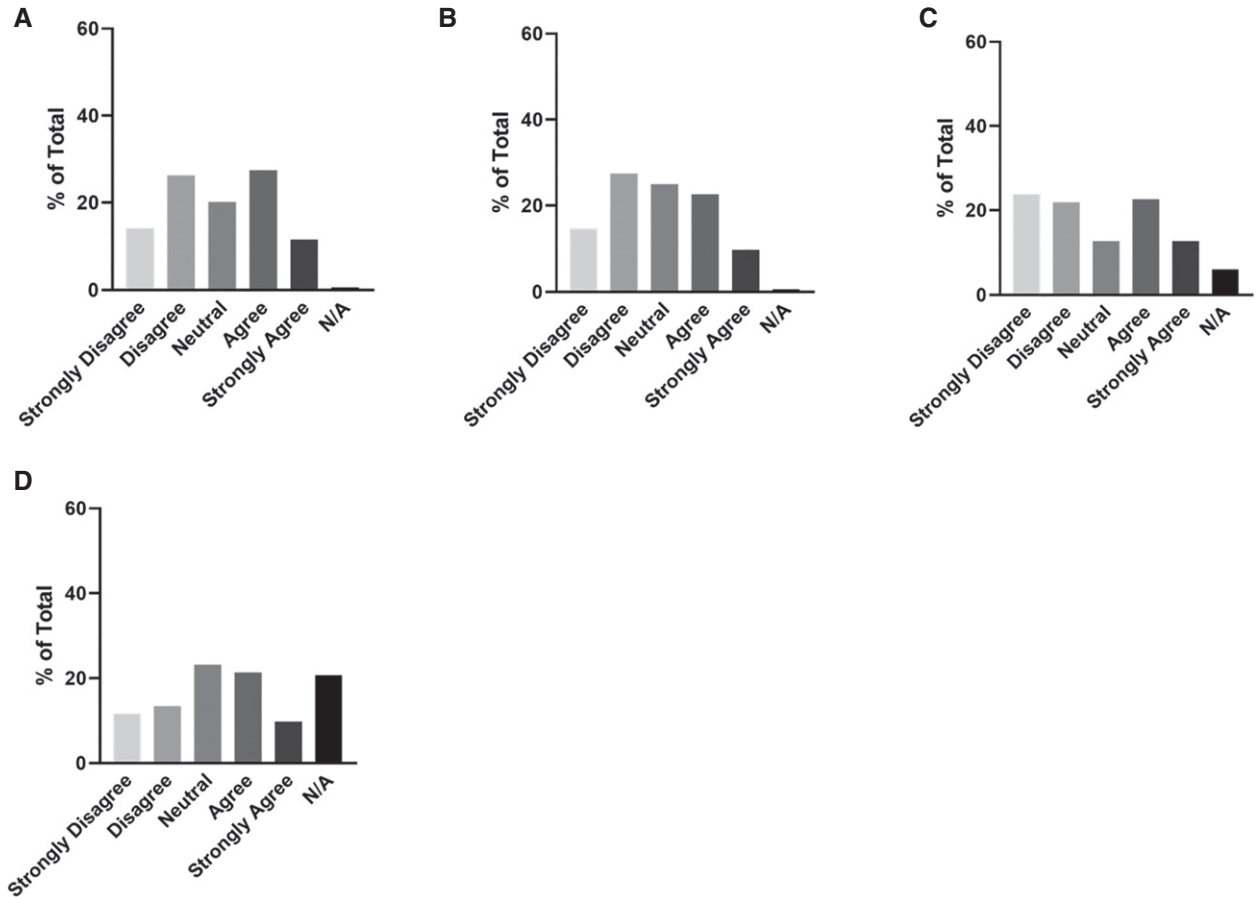 A
% of Total
60
40
20
0
Strongly Disagree
Disagree
Neutral
Agree
Strongly Agree
N/A
B
% of Total
60
40
20
0
Strongly Disagree
Disagree
Neutral
Agree
Strongly Agree
N/A
C
% of Total
60
40
20
0
Strongly Disagree
Disagree
Neutral
Agree
Strongly Agree
N/A
D
% of Total
60
40
20
0
Strongly Disagree
Disagree
Neutral
Agree
Strongly Agree
N/A